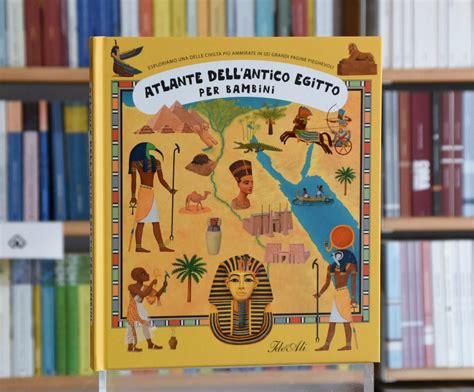 ESPLORIAMO UNA DELLE CIVILTÀ PIÙ AMMIRATE IN SEI GRANDI PAGINE PIEGHEVOLI
ATLANTE DELL'ANTICO EGITTO
PER BAMBINI
IdeeAli